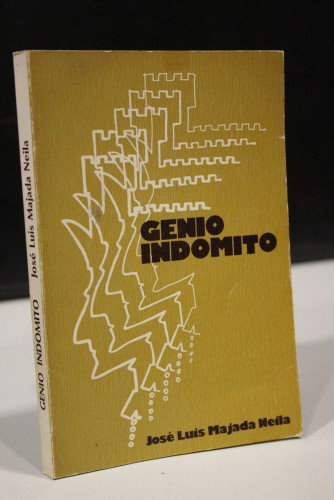 GENIO
INDOMITO
José Luis Majada Neila
GENIO INDOMITO José Luis Majada Neila